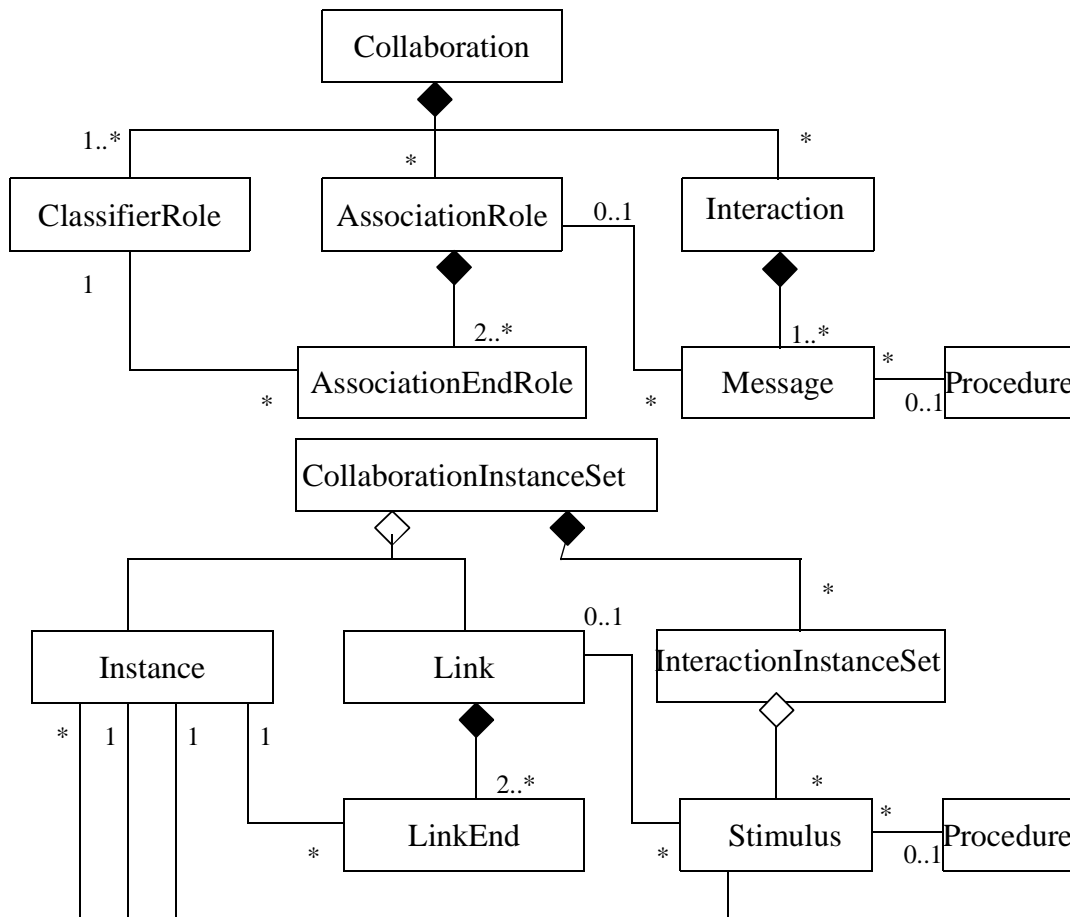 Collaboration
1..*
*
*
ClassifierRole
AssociationRole
0..1
Interaction
1
2..*
1..*
*
AssociationEndRole
*
*
Message
0..1
Procedure
CollaborationInstanceSet
*
0..1
Instance
Link
InteractionInstanceSet
*
1
1
1
2..*
*
*
LinkEnd
*
*
Stimulus
0..1
Procedure